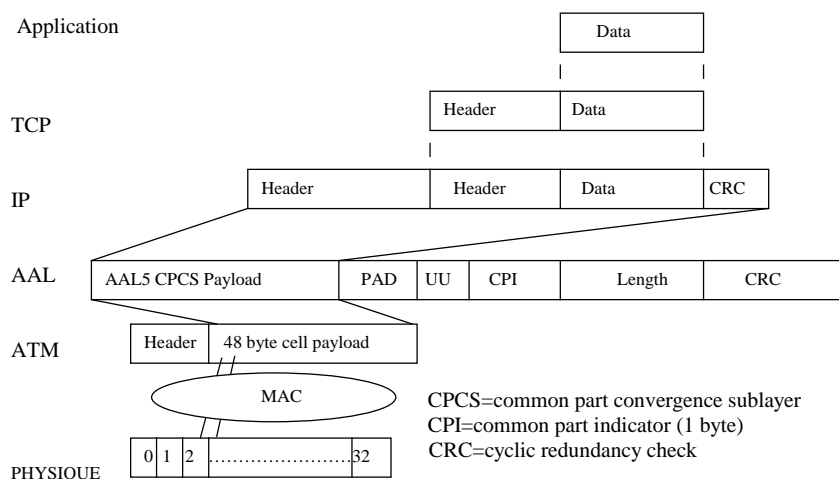 Application
Data
TCP
Header Data
IP
Header Header Data CRC
AAL
AAL5 CPCS Payload PAD UU CPI Length CRC
ATM
Header 48 byte cell payload
MAC
CPCS=common part convergence sublayer
CPI=common part indicator (1 byte)
CRC=cyclic redundancy check
PHYSIQUE
0 1 2 ........................32